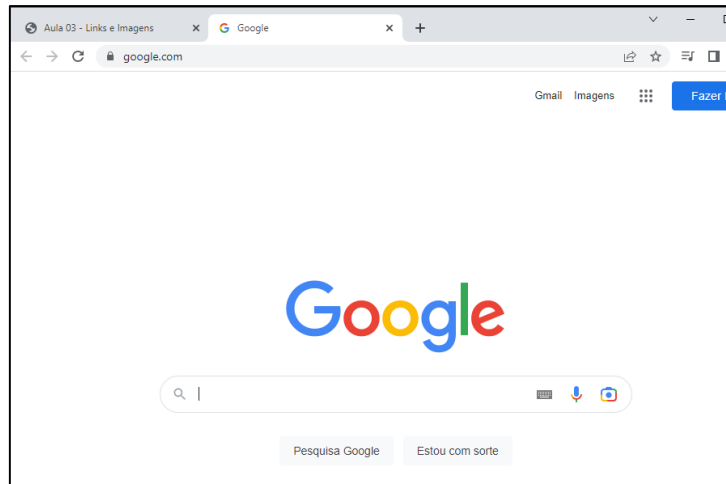 Aula 03 - Links e Imagens
Google
google.com
Gmail Imagens
Fazer
Google
Pesquisa Google
Estou com sorte